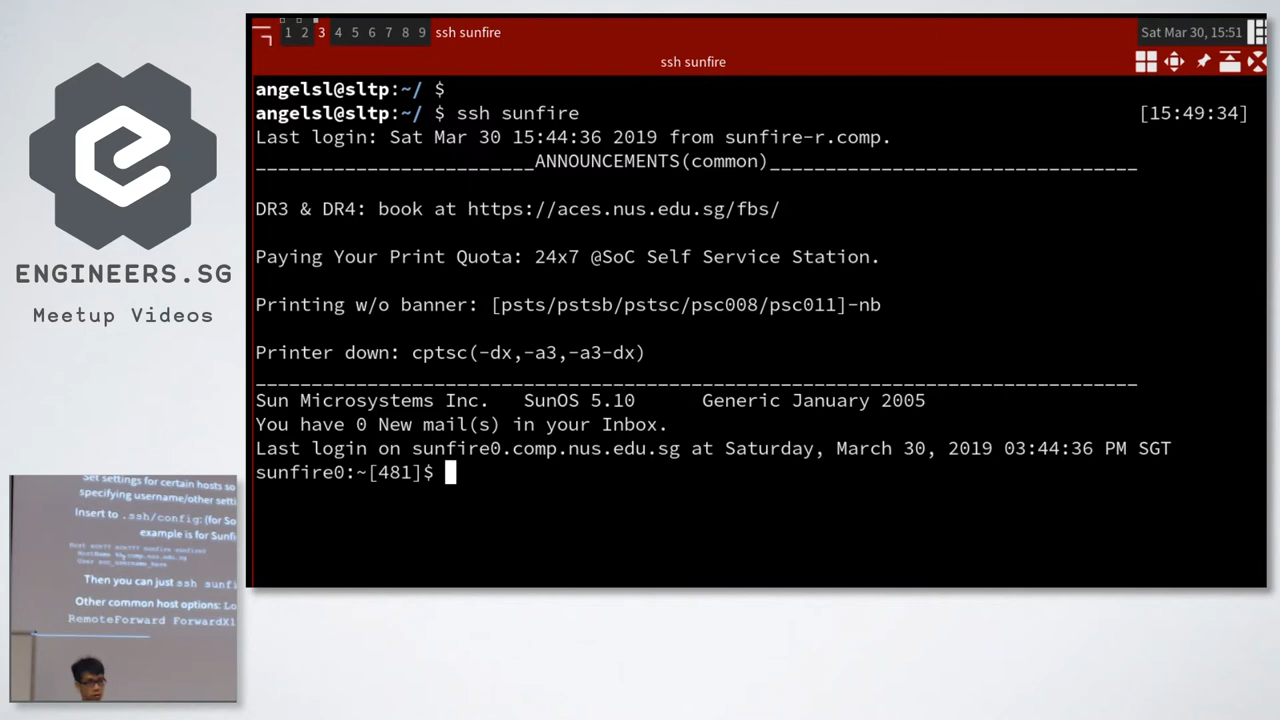 1 2 3 4 5 6 7 8 9 ssh sunfire
Sat Mar 30, 15:51
ssh sunfire
angelsl@sltp:~/ $
angelsl@sltp:~/ $ ssh sunfire [15:49:34]
Last login: Sat Mar 30 15:44:36 2019 from sunfire-r.comp.
_________________________ANNOUNCEMENTS(common)_________________________________
DR3 & DR4: book at https://aces.nus.edu.sg/fbs/
Paying Your Print Quota: 24x7 @SoC Self Service Station.
Printing w/o banner: [psts/pstsb/pstsc/psc008/psc011]-nb
Printer down: cptsc(-dx,-a3,-a3-dx)
_______________________________________________________________________________
Sun Microsystems Inc.   SunOS 5.10      Generic January 2005
You have 0 New mail(s) in your Inbox.
Last login on sunfire0.comp.nus.edu.sg at Saturday, March 30, 2019 03:44:36 PM SGT
sunfire0:~[481]$
ENGINEERS.SG
Meetup Videos
Set settings for certain hosts so
specifying username/other setti
Insert to .ssh/config: (for So
example is for Sunfi
Then you can just ssh sunfi
Other common host options: Lo
RemoteForward ForwardX1